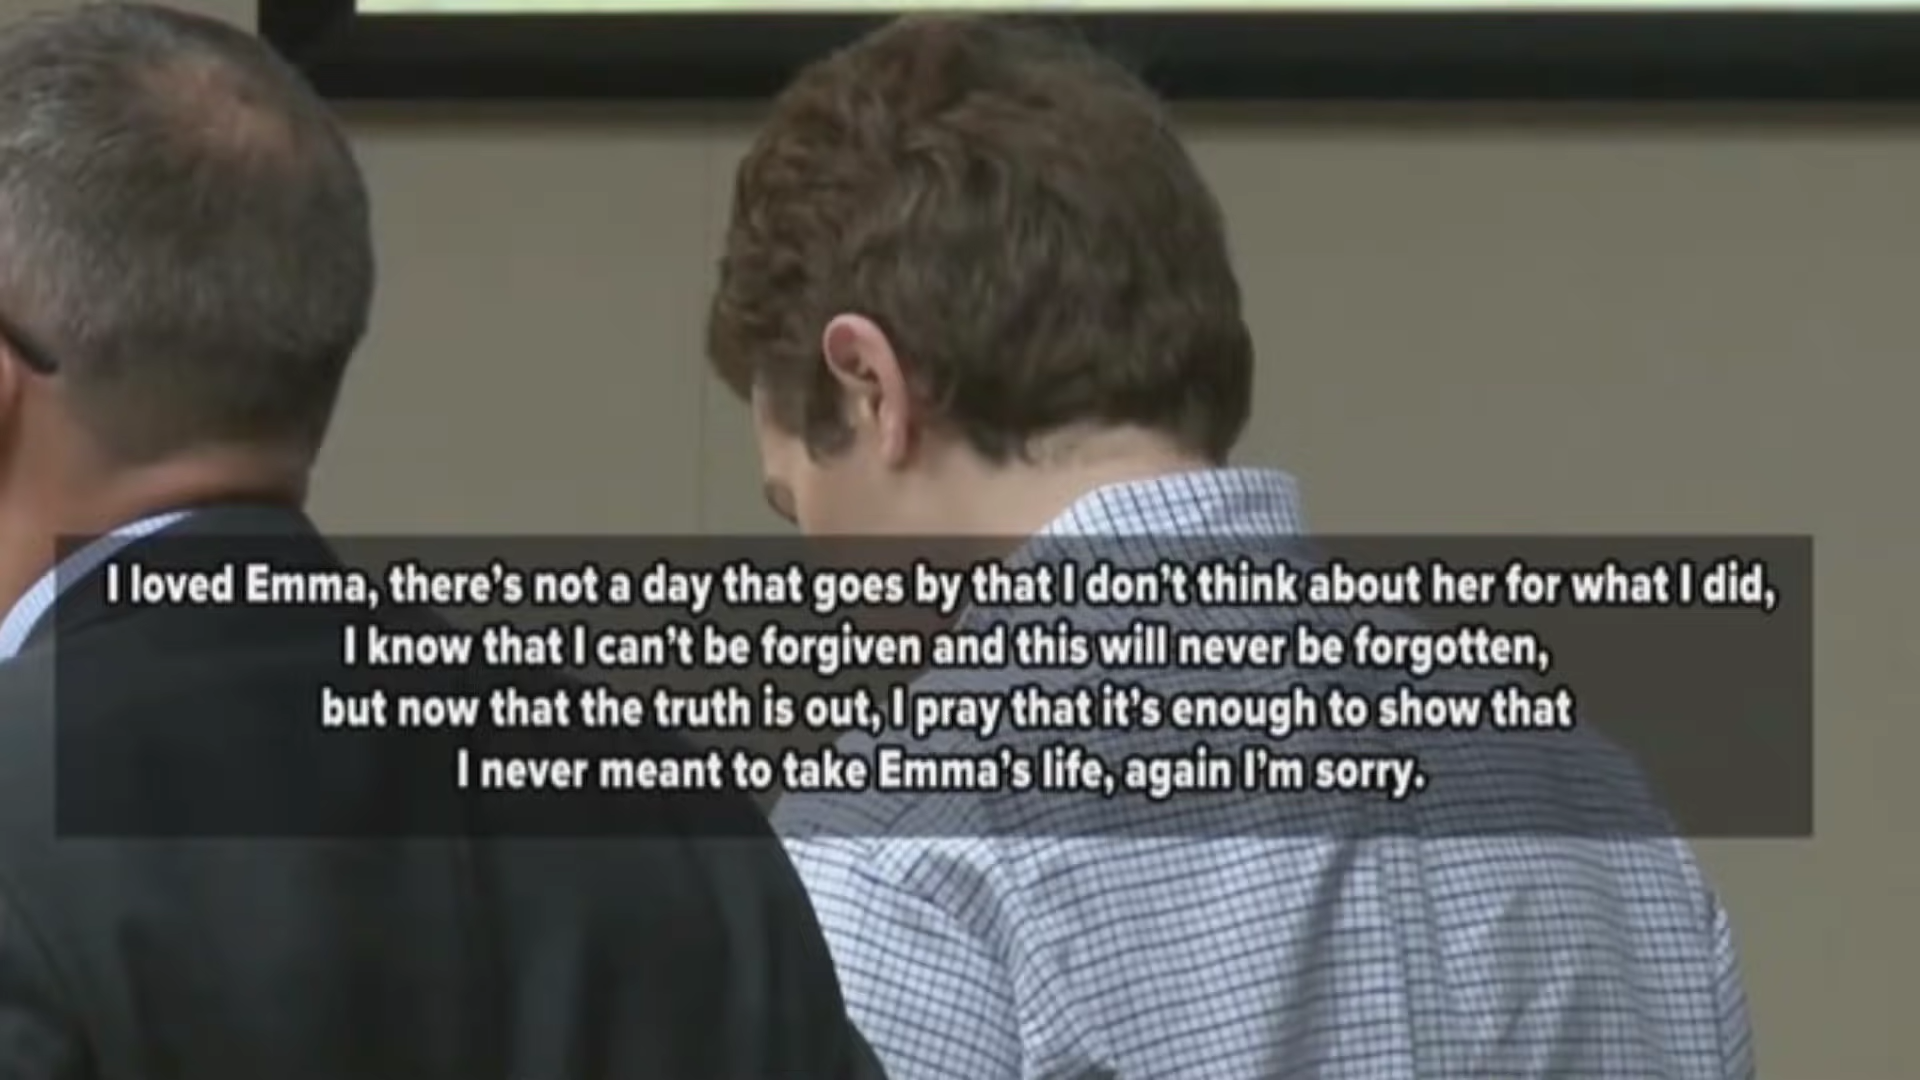 I loved Emma, there's not a day that goes by that I don't think about her for what I did,
I know that I can't be forgiven and this will never be forgotten,
but now that the truth is out, I pray that it's enough to show that
I never meant to take Emma's life, again I'm sorry.